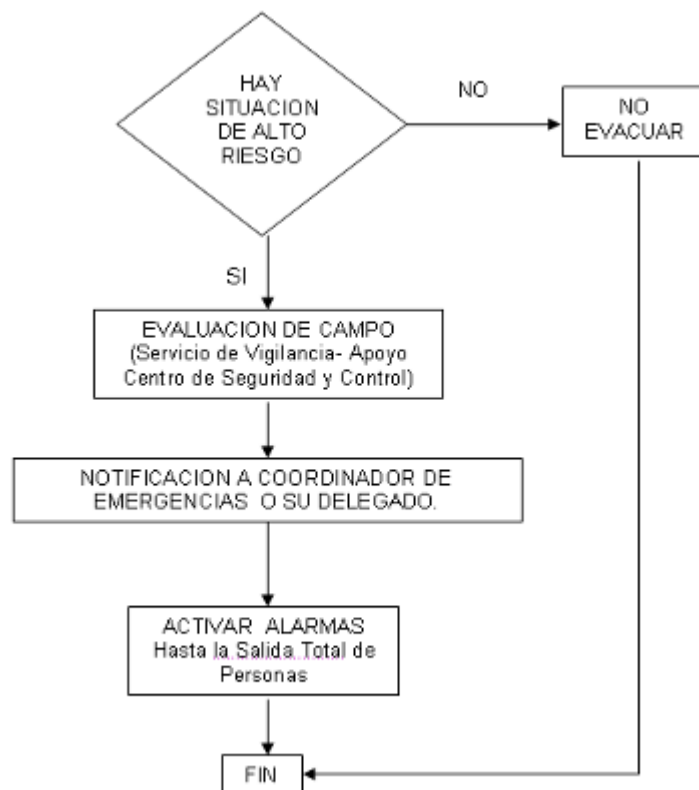 HAY
SITUACION
DE ALTO
RIESGO
NO
NO
EVACUAR
SI
EVALUACION DE CAMPO
(Servicio de Vigilancia- Apoyo
Centro de Seguridad y Control)
NOTIFICACION A COORDINADOR DE
EMERGENCIAS O SU DELEGADO.
ACTIVAR ALARMAS
Hasta la Salida Total de
Personas
FIN